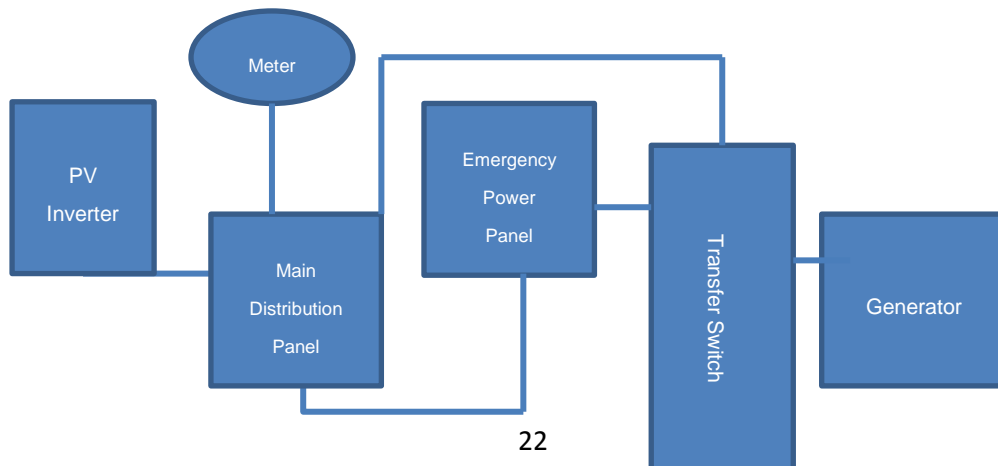 Meter
PV
Inverter
Emergency
Power
Panel
Main
Distribution
Panel
Transfer Switch
Generator
22